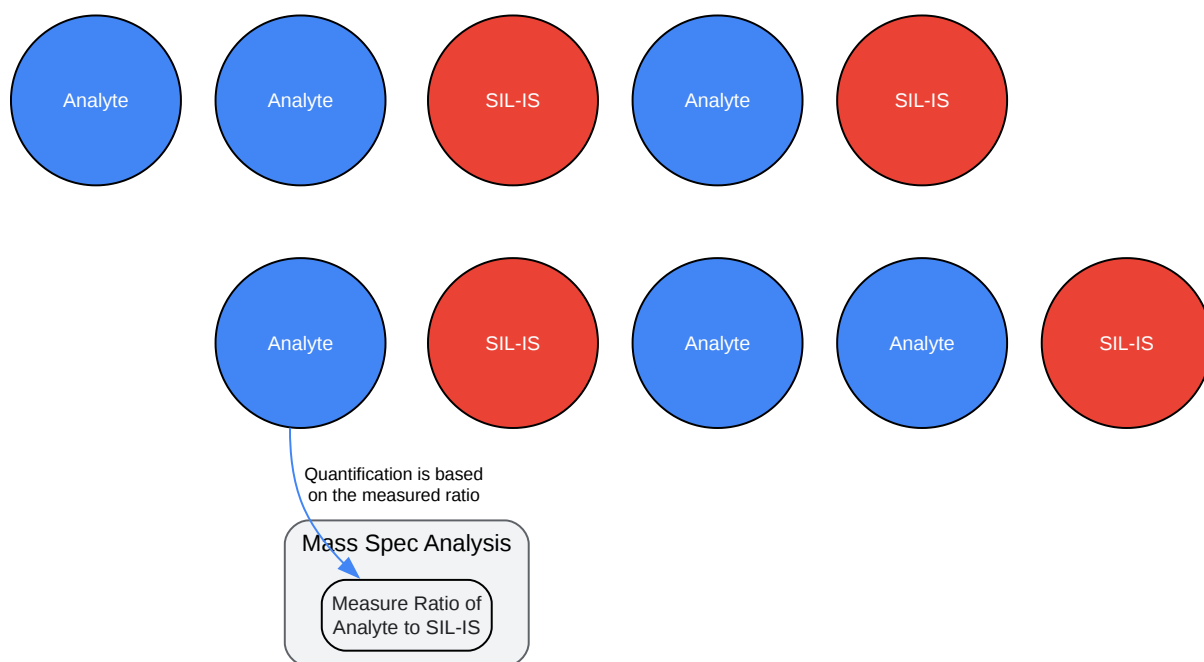 Analyte
Analyte
SIL-IS
Analyte
SIL-IS
Analyte
SIL-IS
Analyte
Analyte
SIL-IS
Quantification is based
on the measured ratio
Mass Spec Analysis
Measure Ratio of
Analyte to SIL-IS